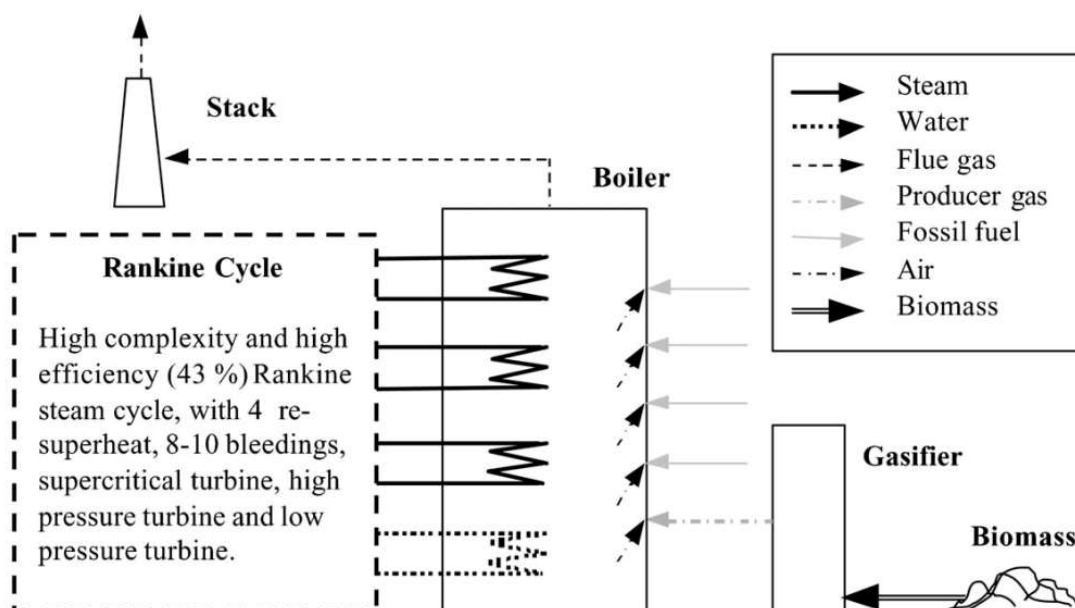 Stack
Boiler
Steam
Water
Flue gas
Producer gas
Fossil fuel
Air
Biomass
Rankine Cycle
High complexity and high
efficiency (43 %) Rankine
steam cycle, with 4 re-
superheat, 8-10 bleedings,
supercritical turbine, high
pressure turbine and low
pressure turbine.
Gasifier
Biomass